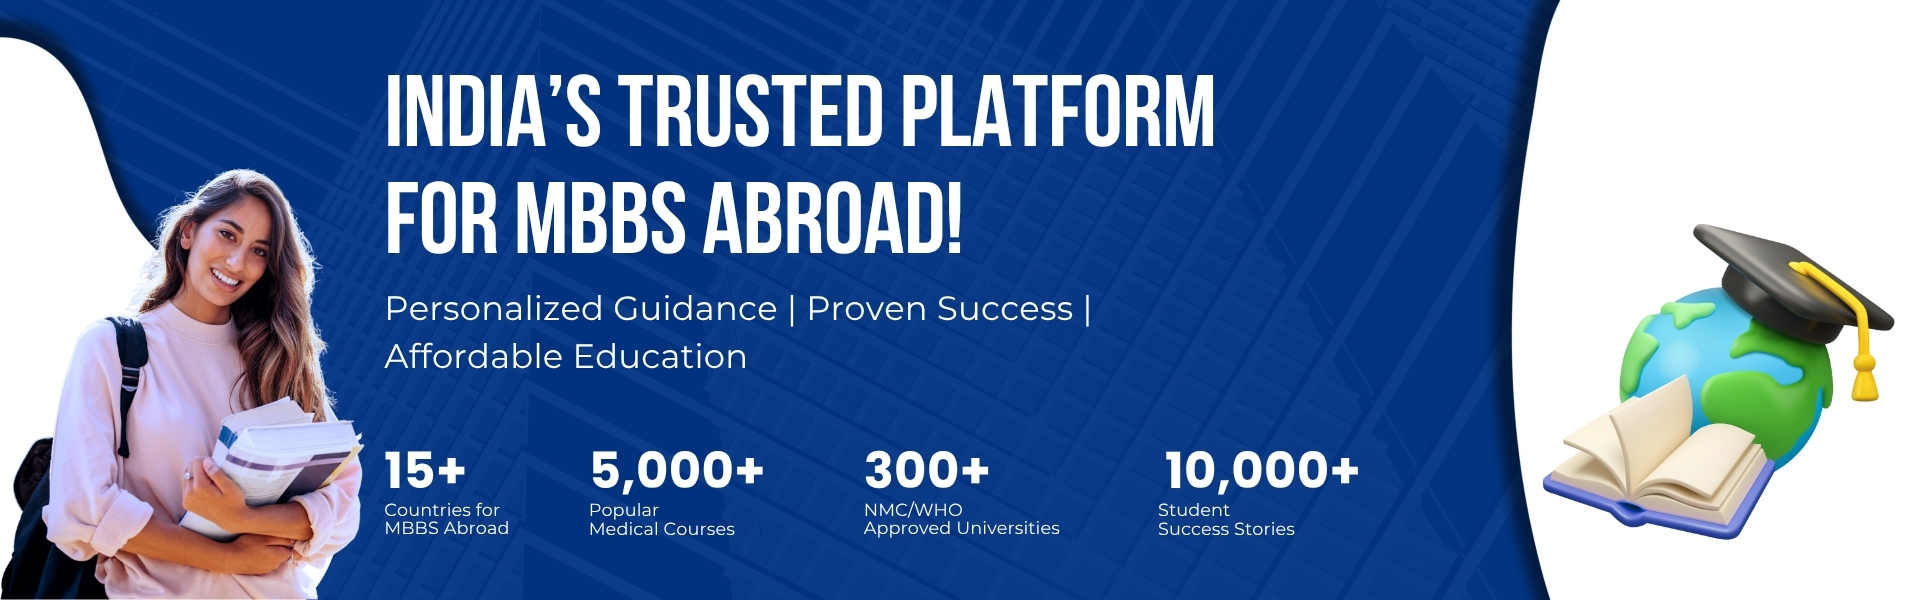 INDIA’S TRUSTED PLATFORM
FOR MBBS ABROAD!
Personalized Guidance | Proven Success |
Affordable Education
15+
Countries for
MBBS Abroad
5,000+
Popular
Medical Courses
300+
NMC/WHO
Approved Universities
10,000+
Student
Success Stories